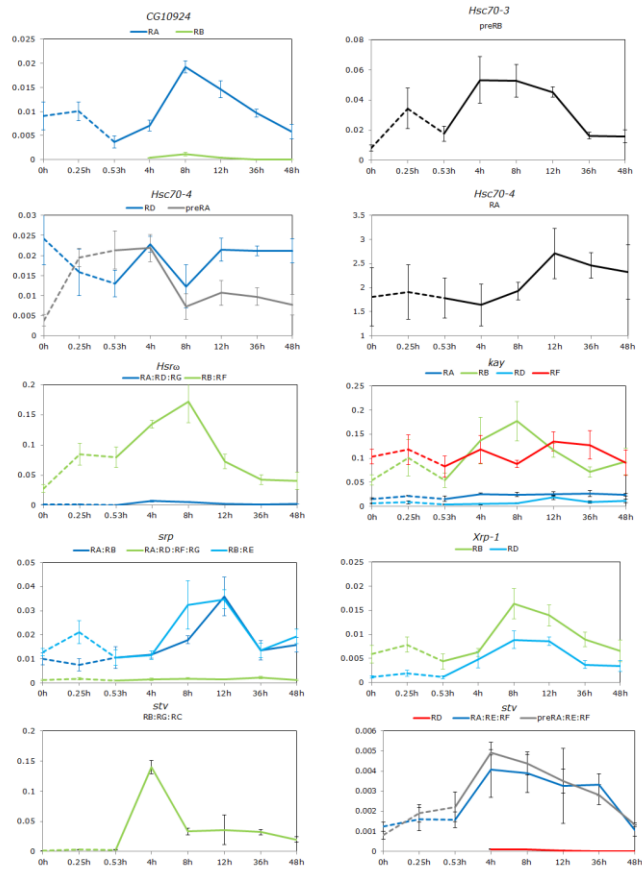 CG10924
RA RB
0.025
0.02
0.015
0.01
0.005
0
0h 0.25h 0.53h 4h 8h 12h 36h 48h
Hsc70-3
preRB
0.08
0.06
0.04
0.02
0
0h 0.25h 0.53h 4h 8h 12h 36h 48h
Hsc70-4
RD preRA
0.03
0.025
0.02
0.015
0.01
0.005
0
0h 0.25h 0.53h 4h 8h 12h 36h 48h
Hsc70-4
RA
3.5
3
2.5
2
1.5
1
0h 0.25h 0.53h 4h 8h 12h 36h 48h
Hsrω
RA:RD:RG RB:RF
0.2
0.15
0.1
0.05
0
0h 0.25h 0.53h 4h 8h 12h 36h 48h
kay
RA RB RD RF
0.25
0.2
0.15
0.1
0.05
0
0h 0.25h 0.53h 4h 8h 12h 36h 48h
srp
RA:RB RA:RD:RF:RG RB:RE
0.05
0.04
0.03
0.02
0.01
0
0h 0.25h 0.53h 4h 8h 12h 36h 48h
Xrp-1
RB RD
0.025
0.02
0.015
0.01
0.005
0
0h 0.25h 0.53h 4h 8h 12h 36h 48h
stv
RB:RG:RC
0.2
0.15
0.1
0.05
0
0h 0.25h 0.53h 4h 8h 12h 36h 48h
stv
RD RA:RE:RF preRA:RE:RF
0.006
0.005
0.004
0.003
0.002
0.001
0
0h 0.25h 0.53h 4h 8h 12h 36h 48h